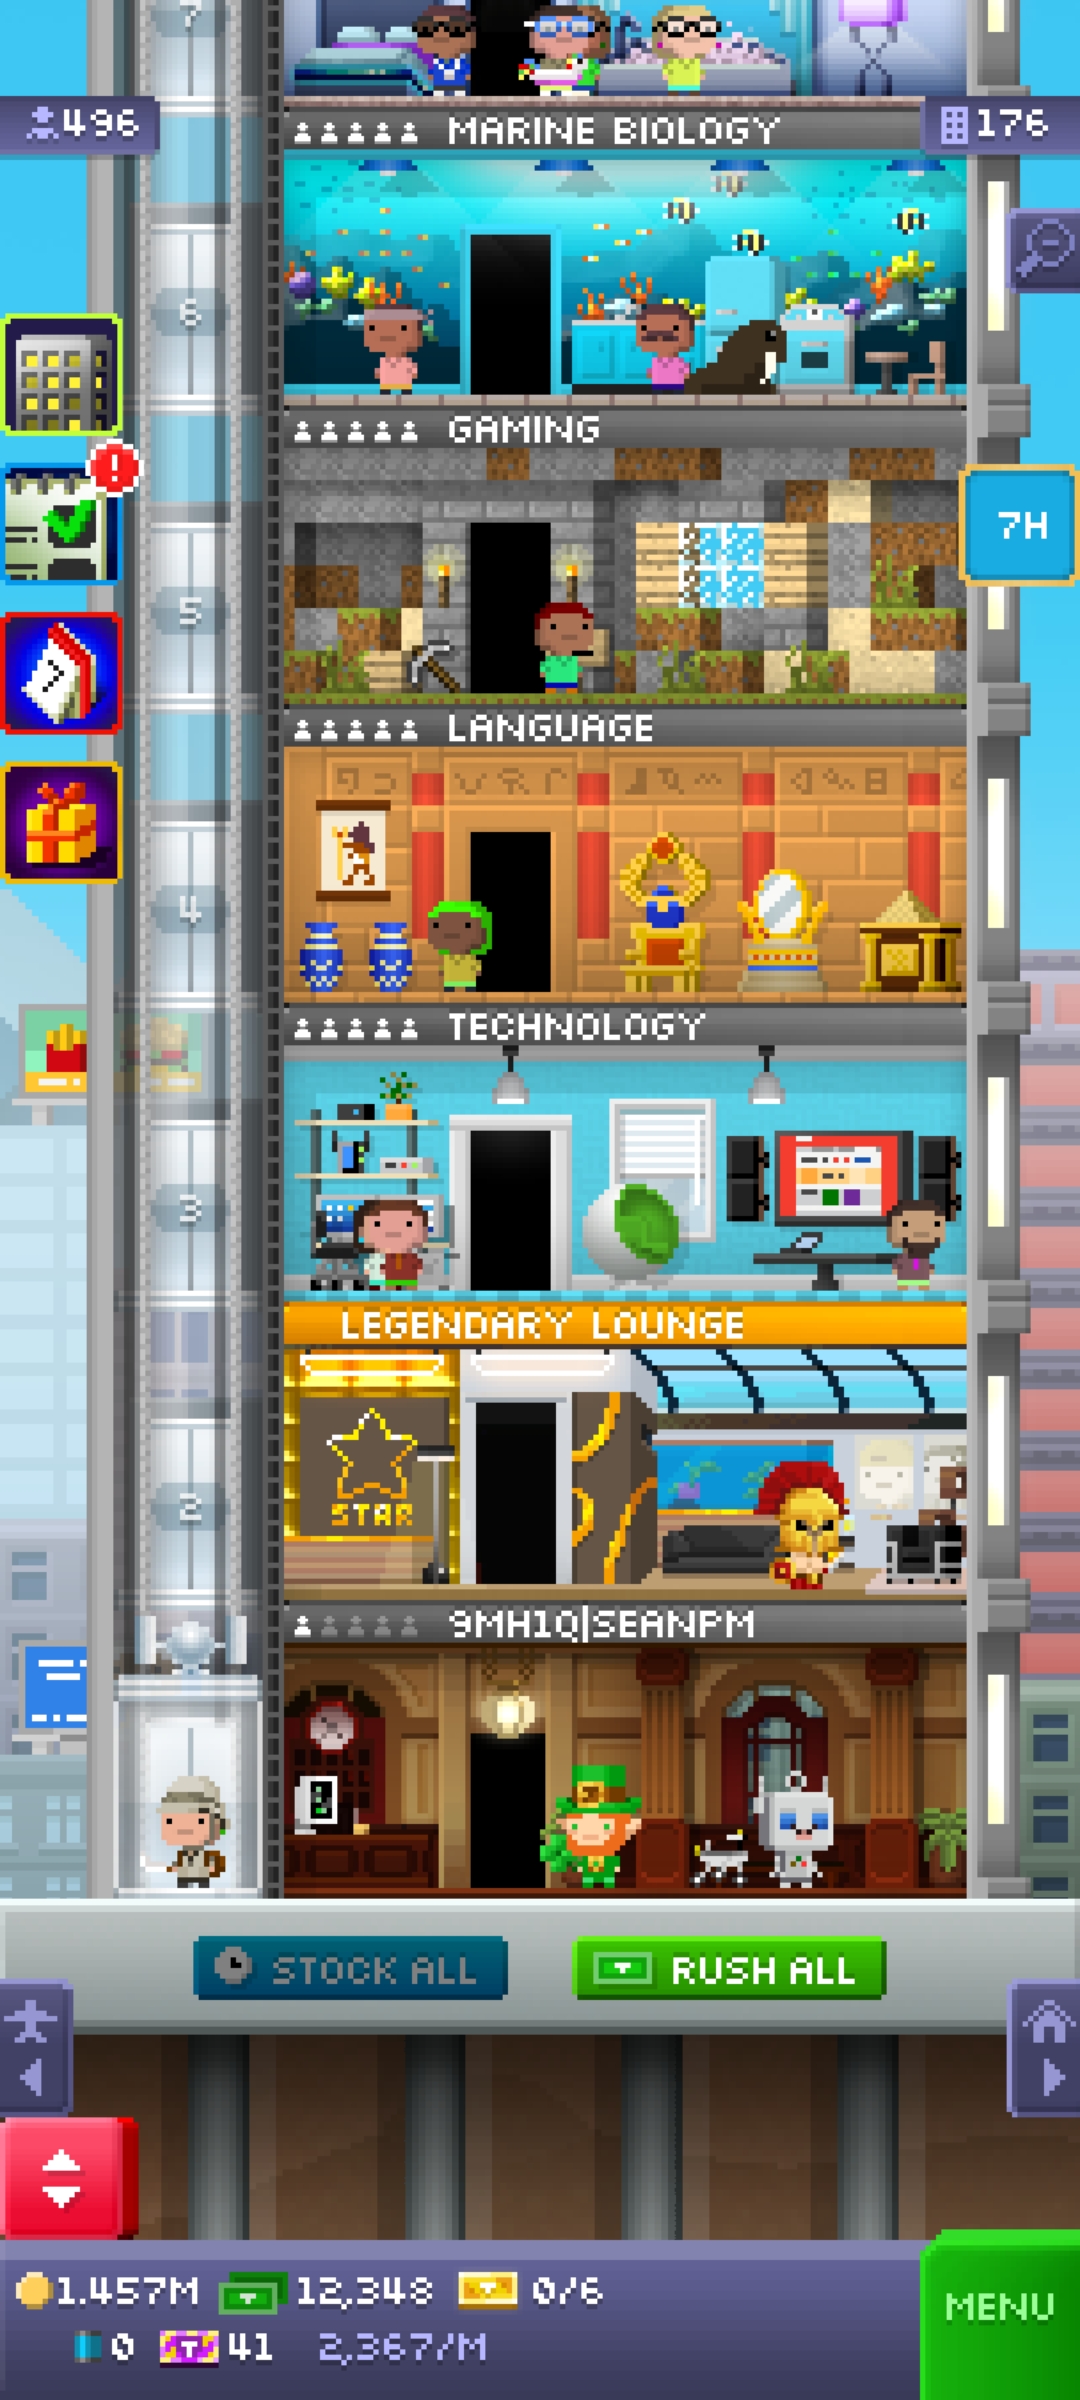 7
496
MARINE BIOLOGY
176
6
GAMING
7H
5
7
LANGUAGE
4
TECHNOLOGY
3
LEGENDARY LOUNGE
STAR
2
9MH1Q|SEANPM
STOCK ALL
RUSH ALL
1.457M
12,348
0/6
MENU
0
41
2,367/M